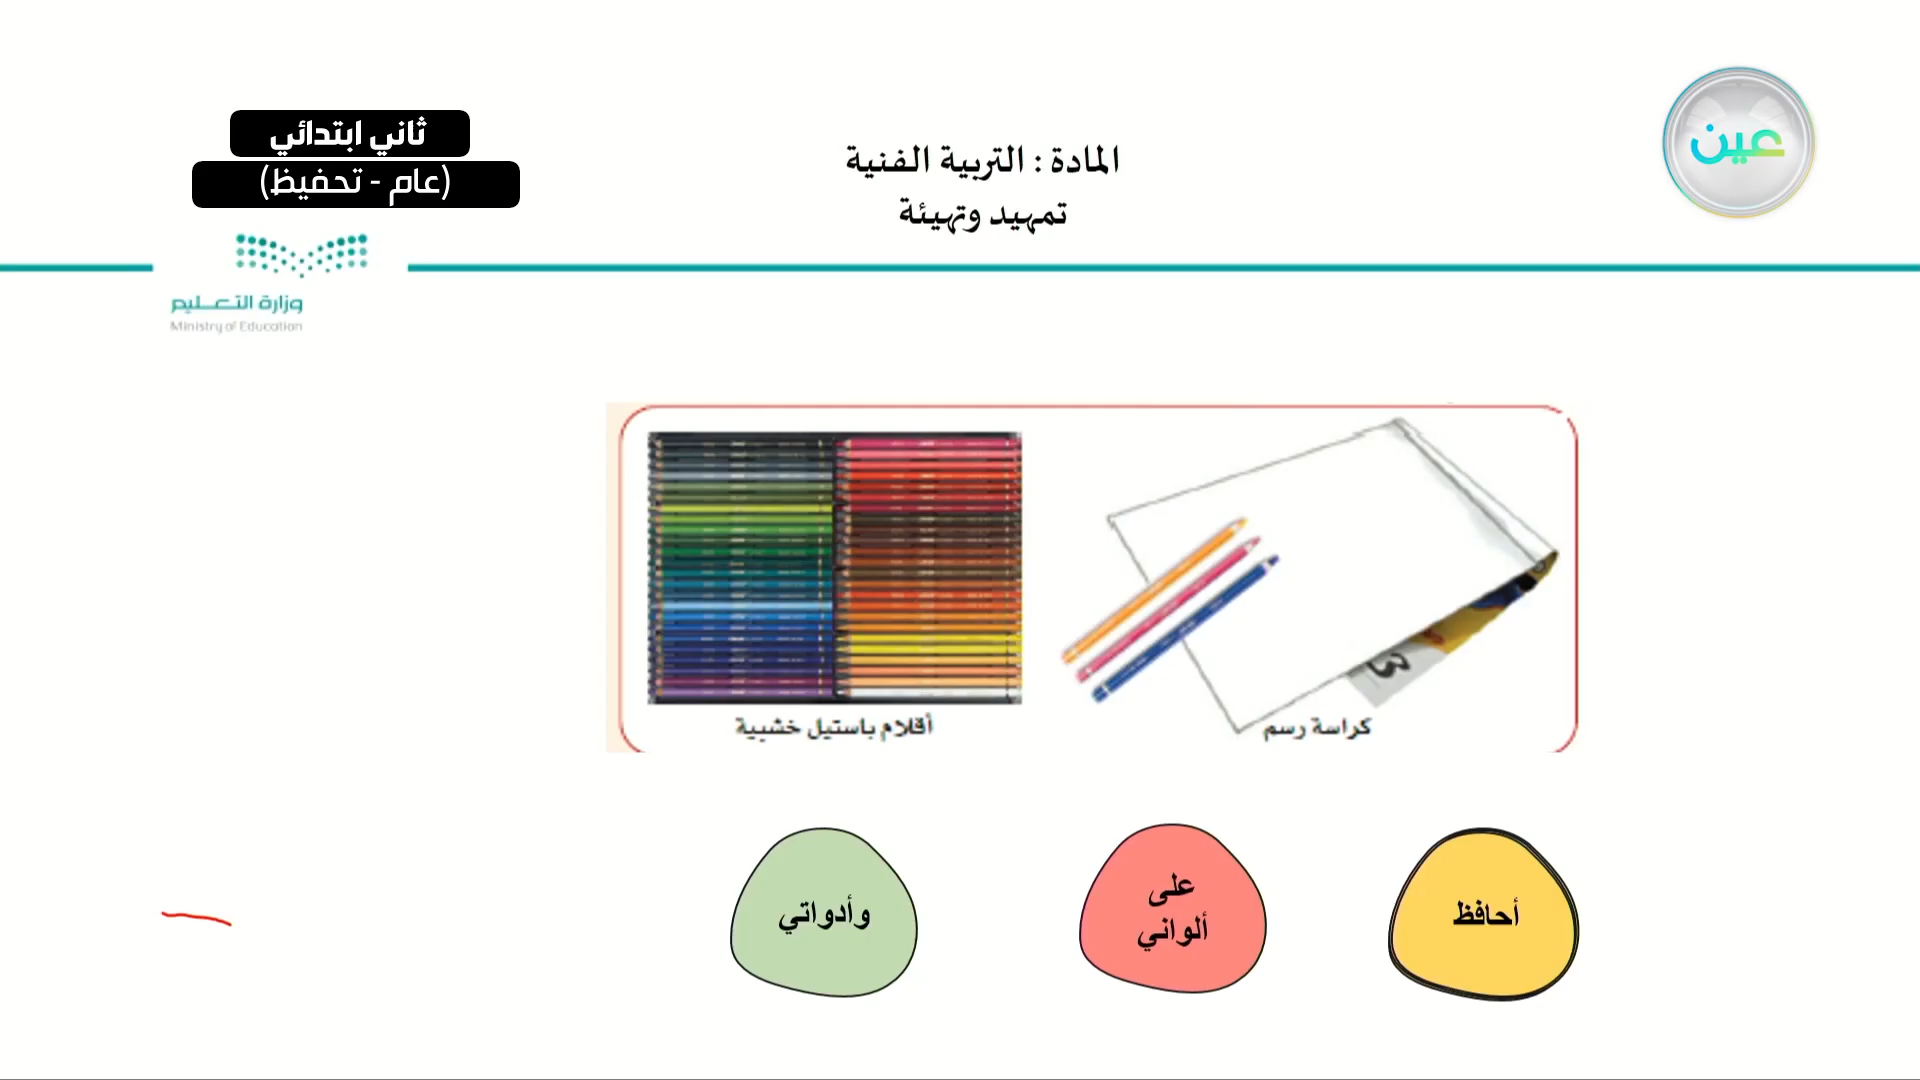 عين
المادة : التربية الفنية
تمهيد وتهيئة
ثاني ابتدائي
(عام - تحفيظ)
وزارة التعليم
Ministry of Education
كراسة رسم
أقلام باستيل خشبية
أحافظ
على
ألواني
وأدواتي